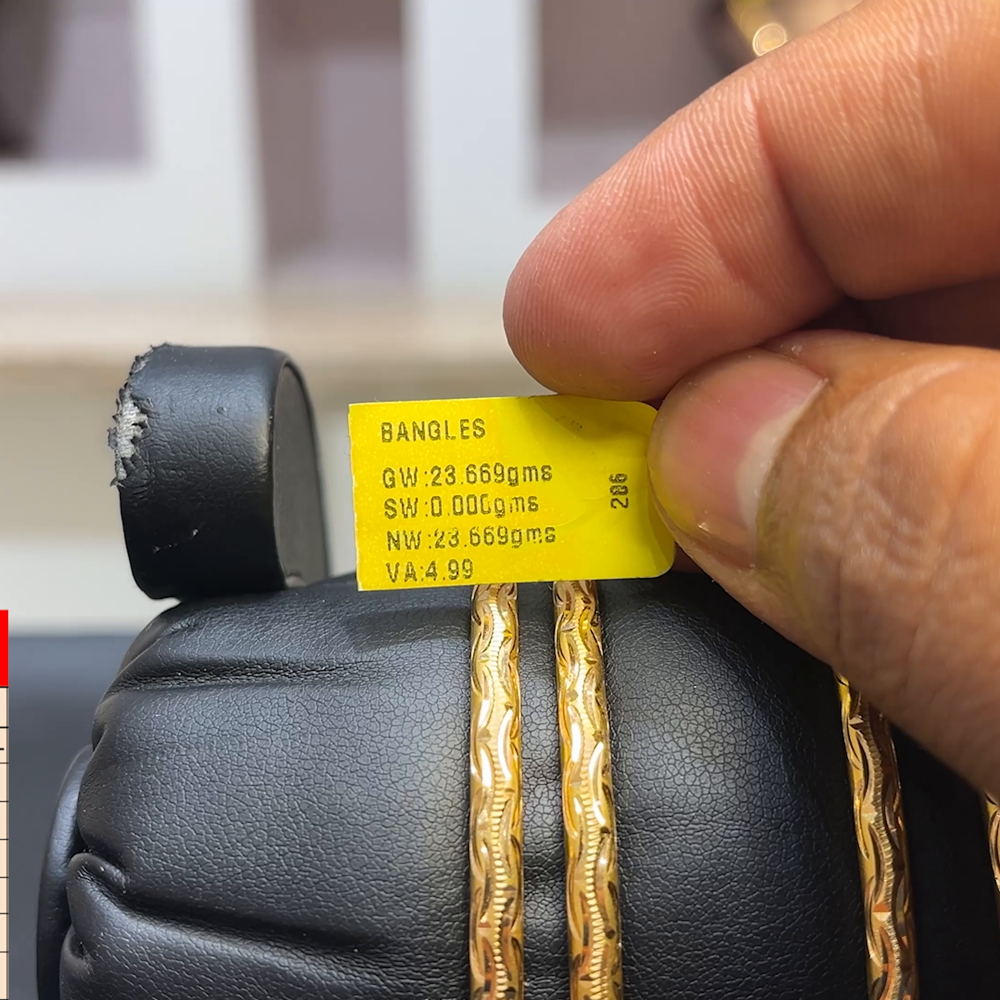 BANGLES
GW:23.669gms
SW:0.000gms
NW:23.669gms
VA:4.99
286